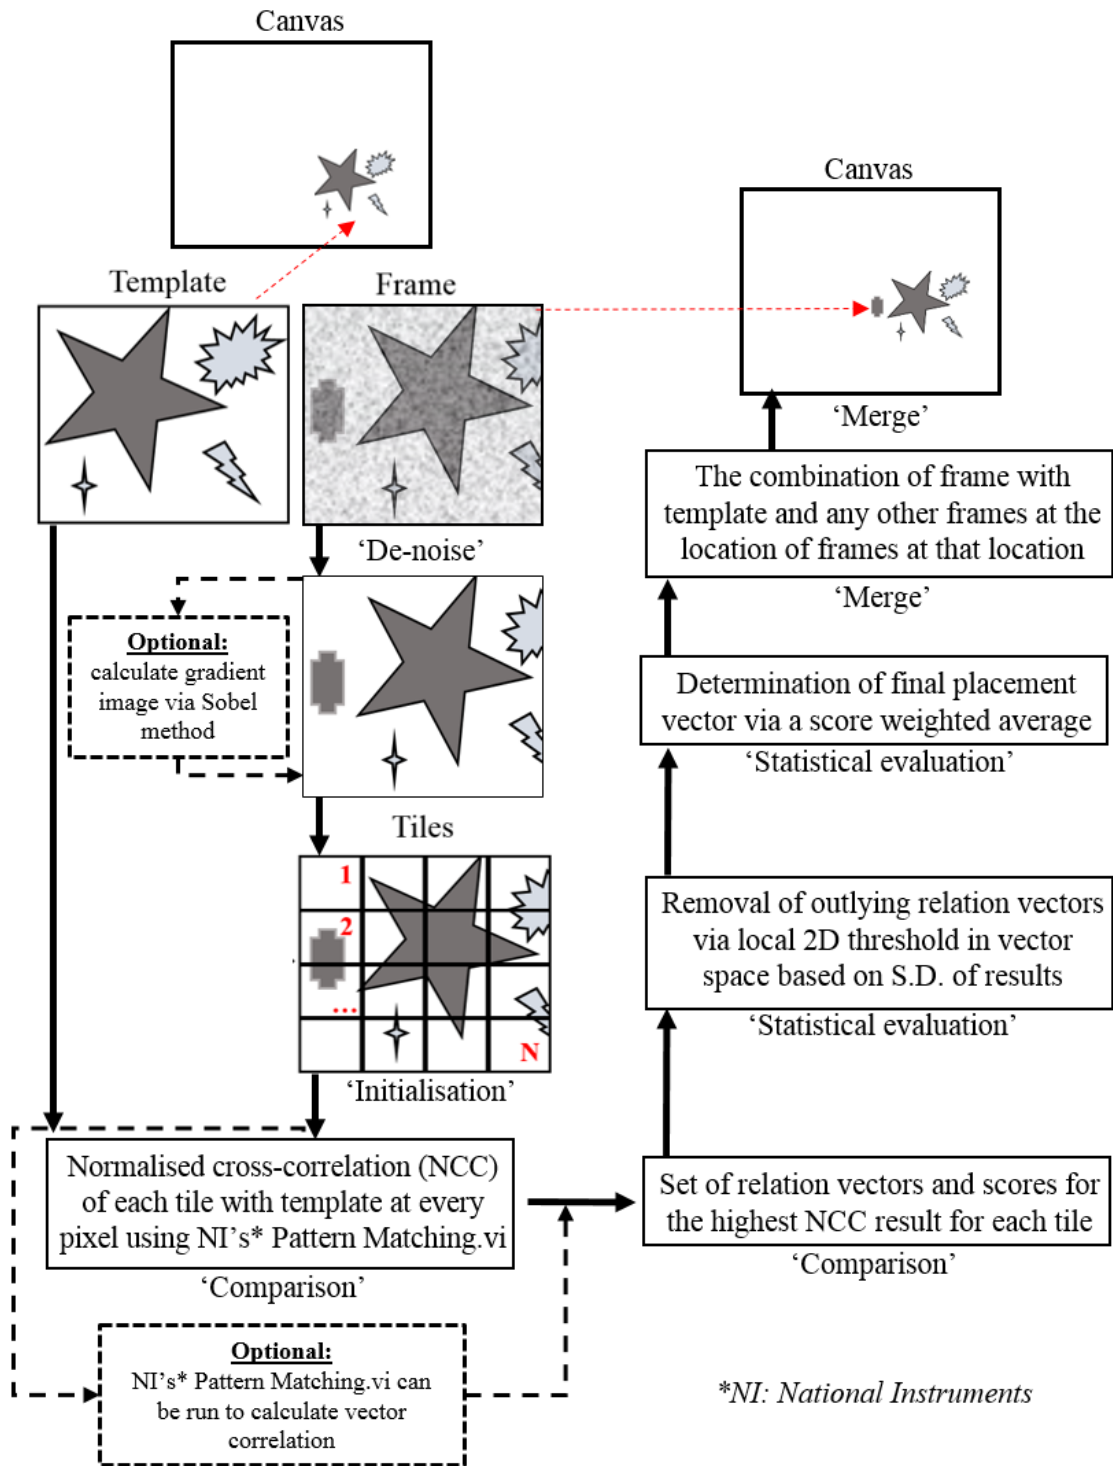 Canvas
Template
Frame
‘De-noise’
Optional:
calculate gradient
image via Sobel
method
Tiles
1
2
...
N
‘Initialisation’
Normalised cross-correlation (NCC)
of each tile with template at every
pixel using NI's* Pattern Matching.vi
‘Comparison’
Optional:
NI's* Pattern Matching.vi can
be run to calculate vector
correlation
Set of relation vectors and scores for
the highest NCC result for each tile
‘Comparison’
Removal of outlying relation vectors
via local 2D threshold in vector
space based on S.D. of results
‘Statistical evaluation’
Determination of final placement
vector via a score weighted average
‘Statistical evaluation’
The combination of frame with
template and any other frames at the
location of frames at that location
‘Merge’
Canvas
‘Merge’
*NI: National Instruments